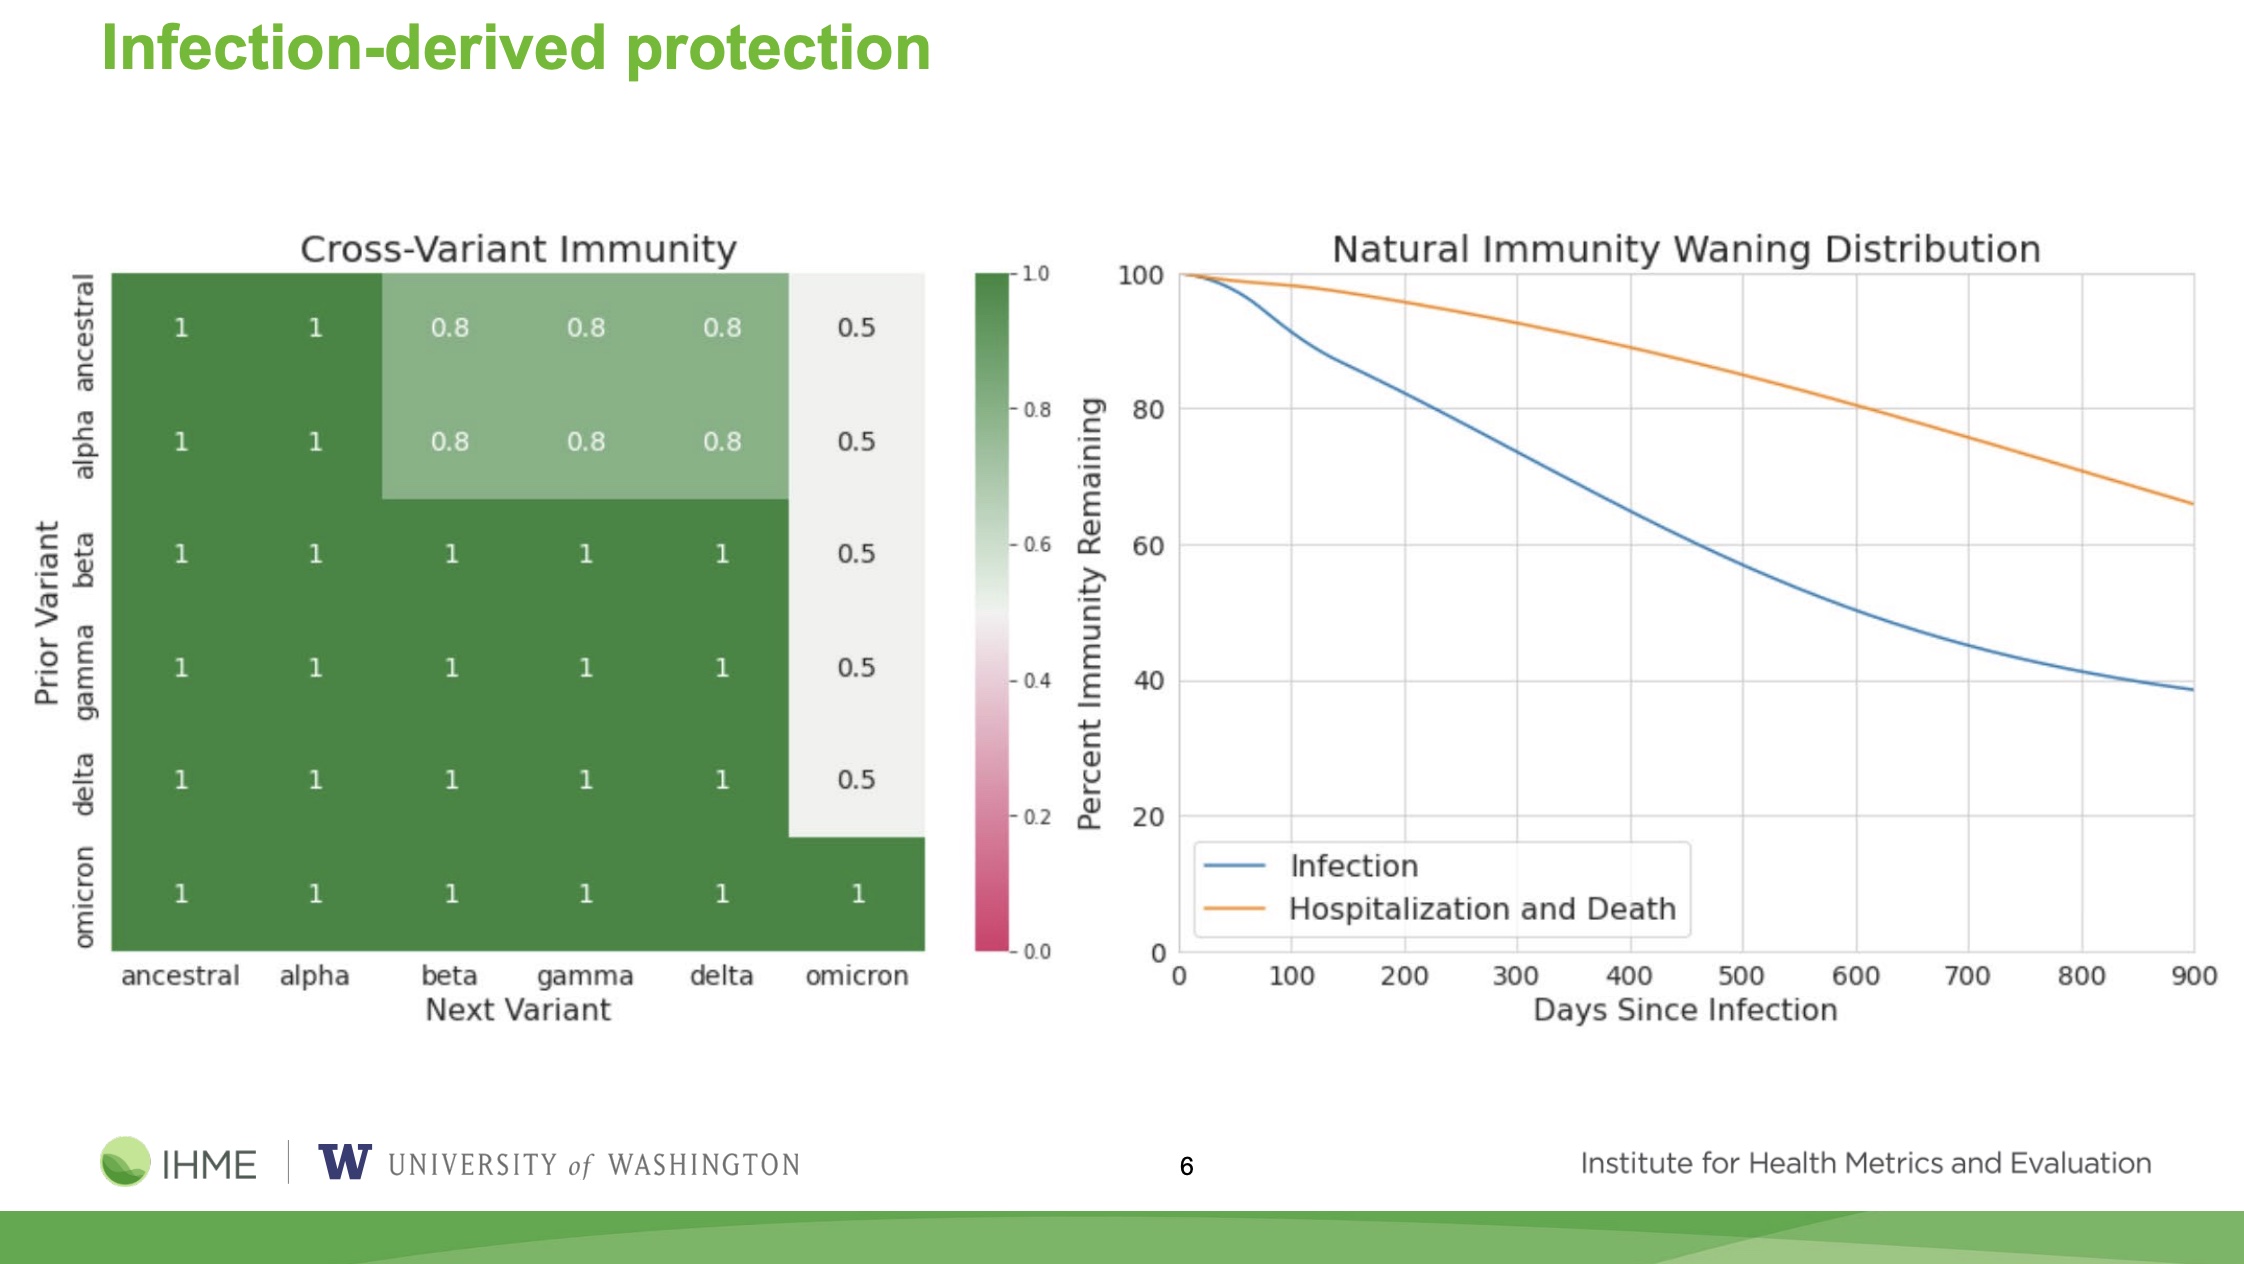 Infection-derived protection
Cross-Variant Immunity
Prior Variant
ancestral
alpha
beta
gamma
delta
omicron
1 1 0.8 0.8 0.8 0.5
1 1 0.8 0.8 0.8 0.5
1 1 1 1 1 0.5
1 1 1 1 1 0.5
1 1 1 1 1 0.5
1 1 1 1 1 1
ancestral alpha beta gamma delta omicron
Next Variant
1.0
0.8
0.6
0.4
0.2
0.0
Natural Immunity Waning Distribution
Percent Immunity Remaining
100
80
60
40
20
0
Infection
Hospitalization and Death
0 100 200 300 400 500 600 700 800 900
Days Since Infection
IHME
W UNIVERSITY of WASHINGTON
6
Institute for Health Metrics and Evaluation